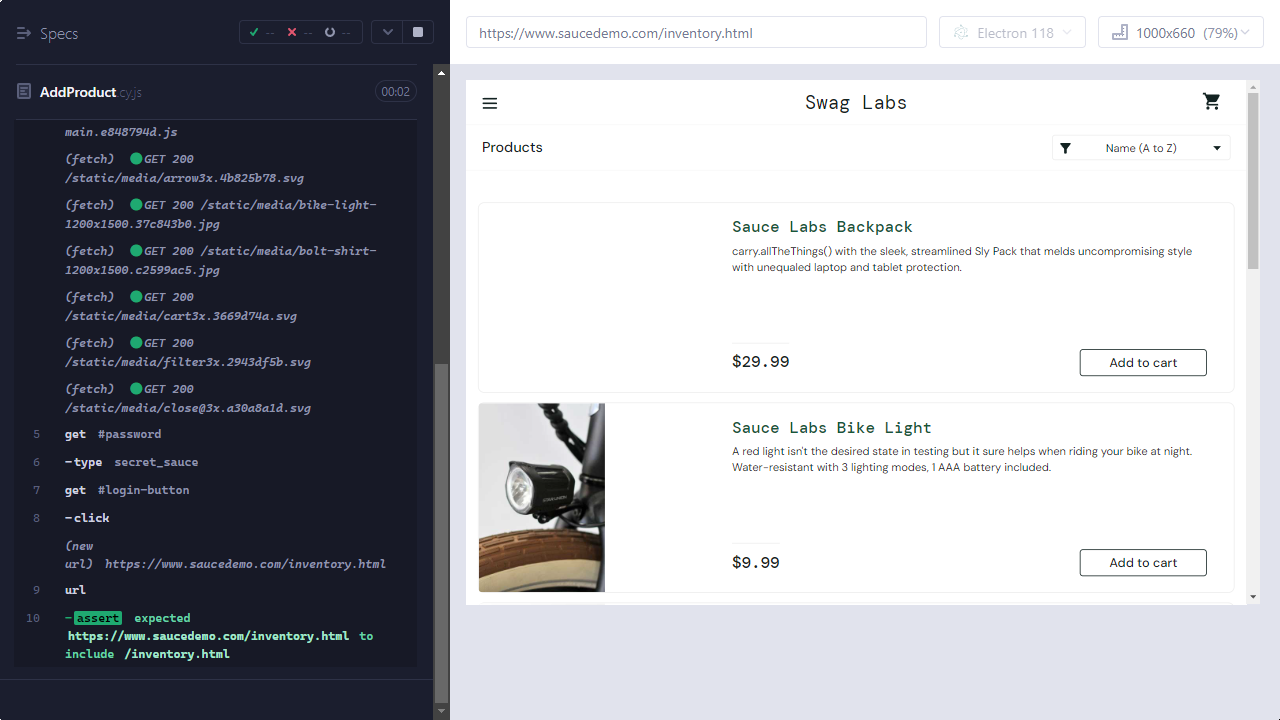 Specs
--
--
--
AddProduct.cy.js
00:02
main.e848794d.js
(fetch) GET 200
/static/media/arrow3x.4b825b78.svg
(fetch) GET 200 /static/media/bike-light-
1200x1500.37c843b0.jpg
(fetch) GET 200 /static/media/bolt-shirt-
1200x1500.c2599ac5.jpg
(fetch) GET 200
/static/media/cart3x.3669d74a.svg
(fetch) GET 200
/static/media/filter3x.2943df5b.svg
(fetch) GET 200
/static/media/close@3x.a30a8a1d.svg
5 get #password
6 -type secret_sauce
7 get #login-button
8 -click
(new
url) https://www.saucedemo.com/inventory.html
9 url
10 -assert expected
https://www.saucedemo.com/inventory.html to
include /inventory.html
https://www.saucedemo.com/inventory.html
Electron 118
1000x660 (79%)
Swag Labs
Products
Name (A to Z)
Sauce Labs Backpack
carry.allTheThings() with the sleek, streamlined Sly Pack that melds uncompromising style
with unequaled laptop and tablet protection.
$29.99
Add to cart
Sauce Labs Bike Light
A red light isn't the desired state in testing but it sure helps when riding your bike at night.
Water-resistant with 3 lighting modes, 1 AAA battery included.
$9.99
Add to cart